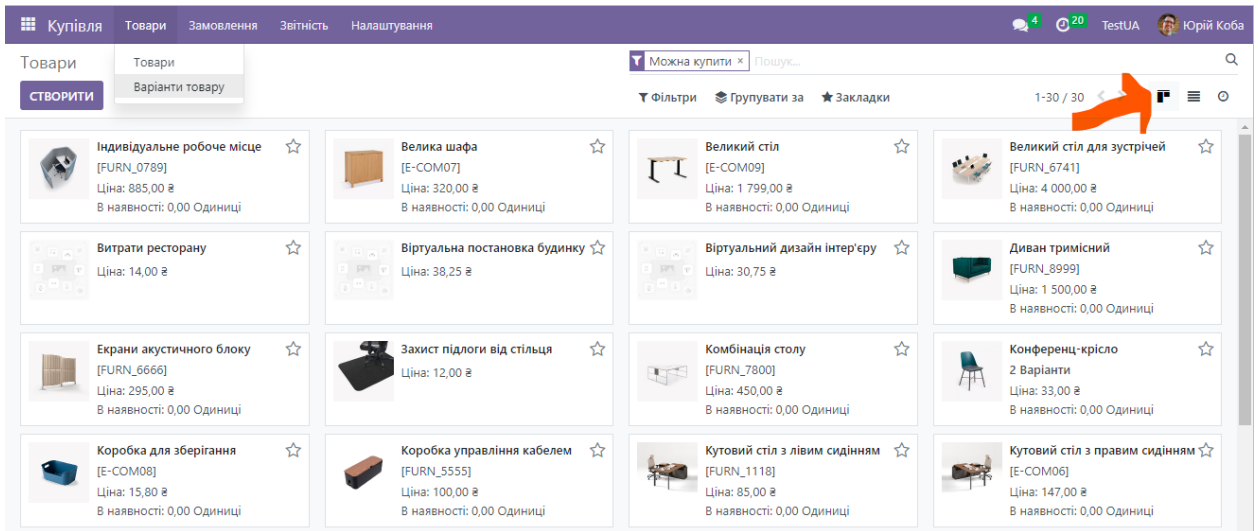 Купівля Товари Замовлення Звітність Налаштування 4 20 TestUA Юрій Коба
Товари
Товари
Варіанти товару
СТВОРИТИ
Можна купити × Пошук...
Фільтри Групувати за Закладки 1-30 / 30
Індивідуальне робоче місце
[FURN_0789]
Ціна: 885,00 ₴
В наявності: 0,00 Одиниці
Велика шафа
[E-COM07]
Ціна: 320,00 ₴
В наявності: 0,00 Одиниці
Великий стіл
[E-COM09]
Ціна: 1 799,00 ₴
В наявності: 0,00 Одиниці
Великий стіл для зустрічей
[FURN_6741]
Ціна: 4 000,00 ₴
В наявності: 0,00 Одиниці
Витрати ресторану
Ціна: 14,00 ₴
Віртуальна постановка будинку
Ціна: 38,25 ₴
Віртуальний дизайн інтер'єру
Ціна: 30,75 ₴
Диван тримісний
[FURN_8999]
Ціна: 1 500,00 ₴
В наявності: 0,00 Одиниці
Екрани акустичного блоку
[FURN_6666]
Ціна: 295,00 ₴
В наявності: 0,00 Одиниці
Захист підлоги від стільця
Ціна: 12,00 ₴
Комбінація столу
[FURN_7800]
Ціна: 450,00 ₴
В наявності: 0,00 Одиниці
Конференц-крісло
2 Варіанти
Ціна: 33,00 ₴
В наявності: 0,00 Одиниці
Коробка для зберігання
[E-COM08]
Ціна: 15,80 ₴
В наявності: 0,00 Одиниці
Коробка управління кабелем
[FURN_5555]
Ціна: 100,00 ₴
В наявності: 0,00 Одиниці
Кутовий стіл з лівим сидінням
[FURN_1118]
Ціна: 85,00 ₴
В наявності: 0,00 Одиниці
Кутовий стіл з правим сидінням
[E-COM06]
Ціна: 147,00 ₴
В наявності: 0,00 Одиниці